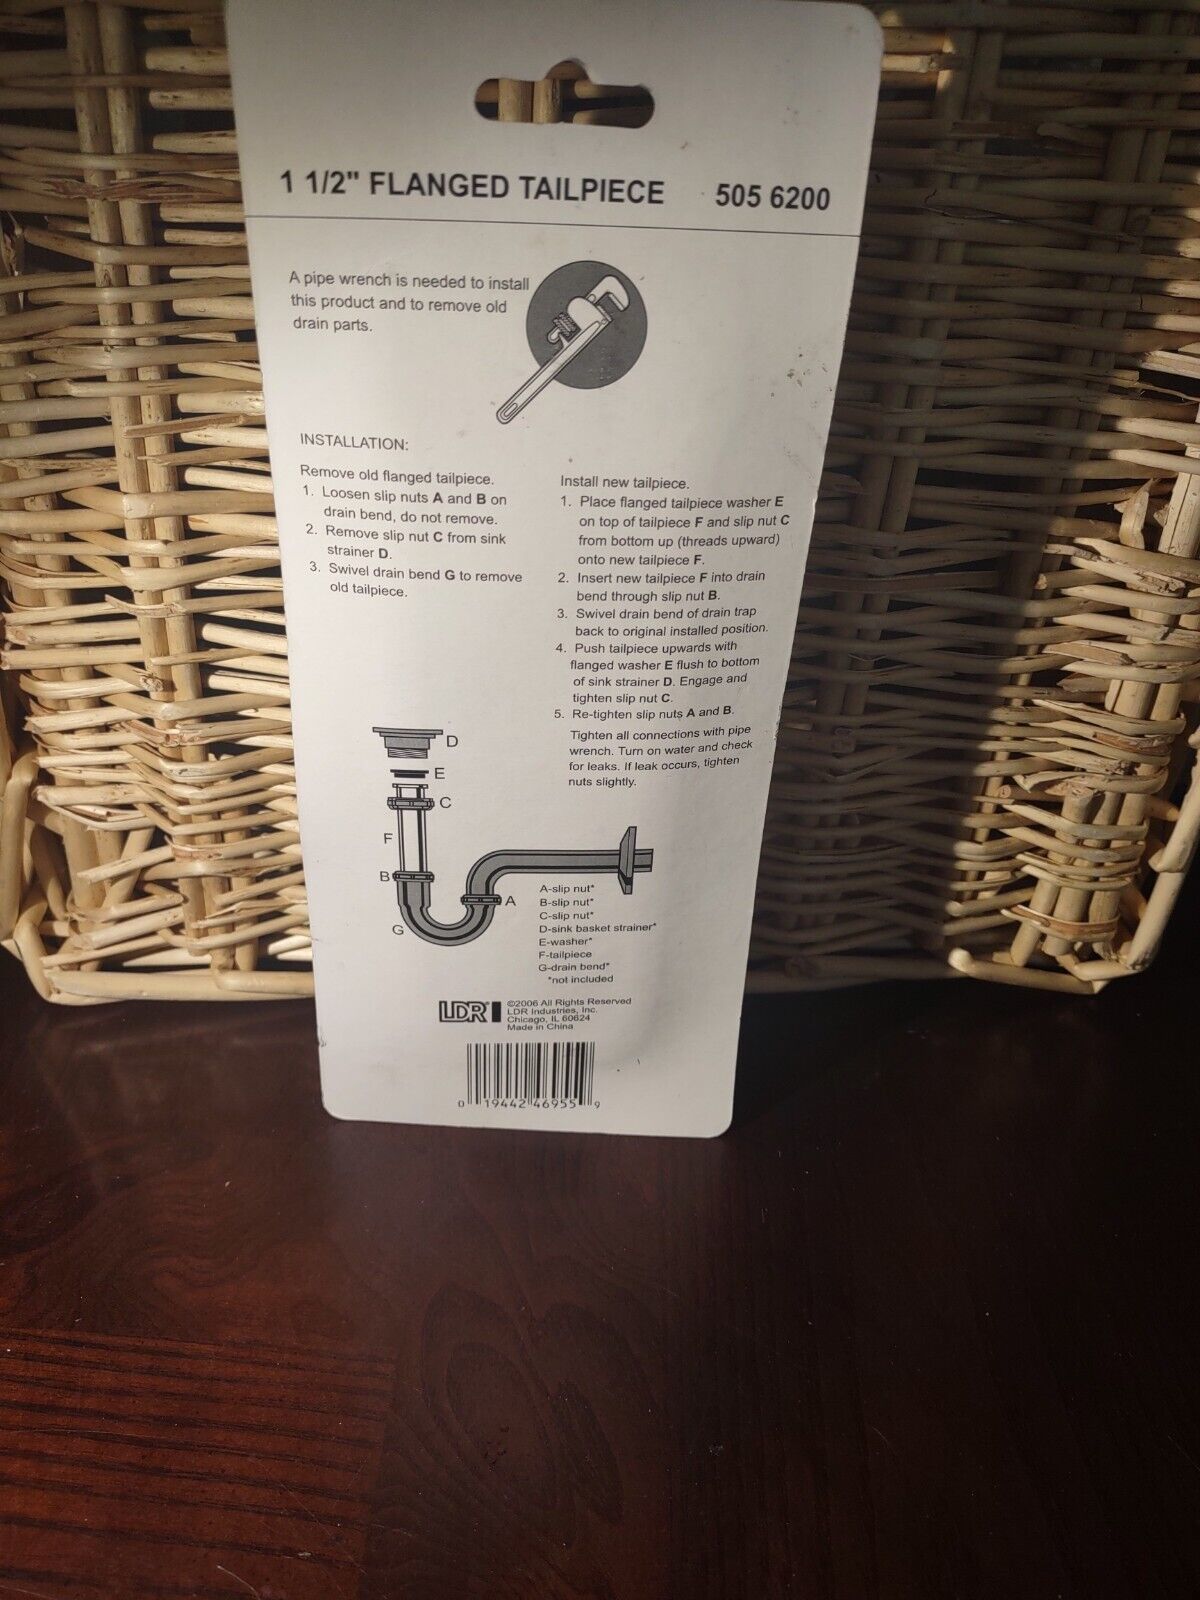 1 1/2" FLANGED TAILPIECE 505 6200
A pipe wrench is needed to install
this product and to remove old
drain parts.
INSTALLATION:
Remove old flanged tailpiece.
1. Loosen slip nuts A and B on
drain bend, do not remove.
2. Remove slip nut C from sink
strainer D.
3. Swivel drain bend G to remove
old tailpiece.
Install new tailpiece.
1. Place flanged tailpiece washer E
on top of tailpiece F and slip nut C
from bottom up (threads upward)
onto new tailpiece F.
2. Insert new tailpiece F into drain
bend through slip nut B.
3. Swivel drain bend of drain trap
back to original installed position.
4. Push tailpiece upwards with
flanged washer E flush to bottom
of sink strainer D. Engage and
tighten slip nut C.
5. Re-tighten slip nuts A and B.
Tighten all connections with pipe
wrench. Turn on water and check
for leaks. If leak occurs, tighten
nuts slightly.
D
E
C
F
B
A
G
A-slip nut*
B-slip nut*
C-slip nut*
D-sink basket strainer*
E-washer*
F-tailpiece
G-drain bend*
*not included
LDR®
©2006 All Rights Reserved
LDR Industries, Inc.
Chicago, IL 60624
Made in China
0 19442 46955 9